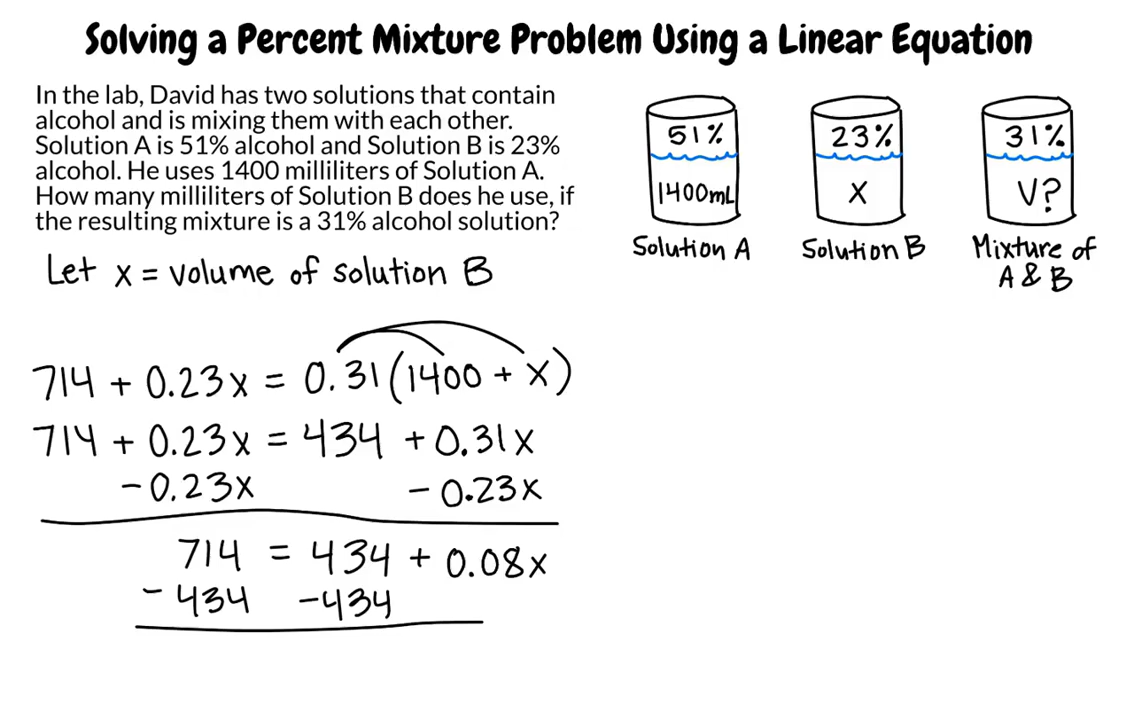 Solving a Percent Mixture Problem Using a Linear Equation
In the lab, David has two solutions that contain
alcohol and is mixing them with each other.
Solution A is 51% alcohol and Solution B is 23%
alcohol. He uses 1400 milliliters of Solution A.
How many milliliters of Solution B does he use, if
the resulting mixture is a 31% alcohol solution?
51%
1400mL
Solution A
23%
X
Solution B
31%
V?
Mixture of
A & B
Let x = volume of solution B
714 + 0.23x = 0.31(1400 + x)
714 + 0.23x = 434 + 0.31x
- 0.23x - 0.23x
714 = 434 + 0.08x
- 434 -434